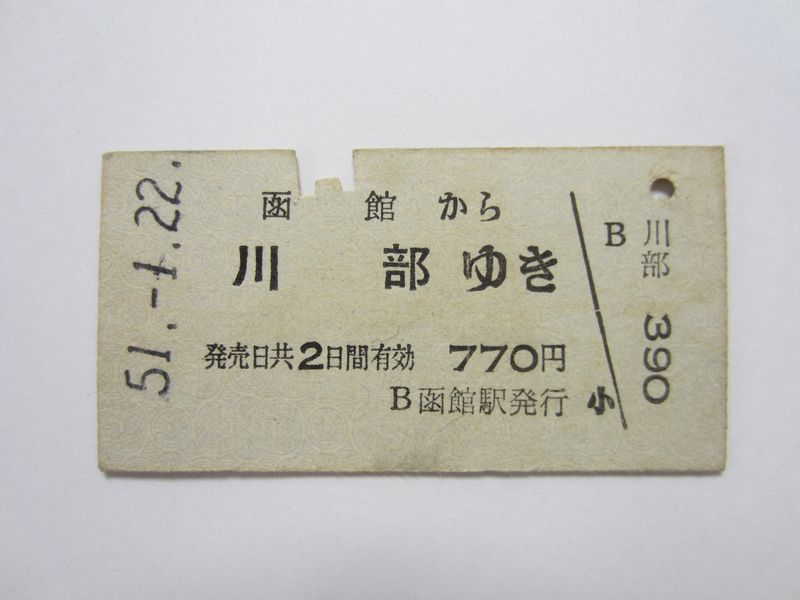 51.-1.22.
函館から
川部ゆき
発売日共2日間有効 770円
B函館駅発行
小
B
川部
390